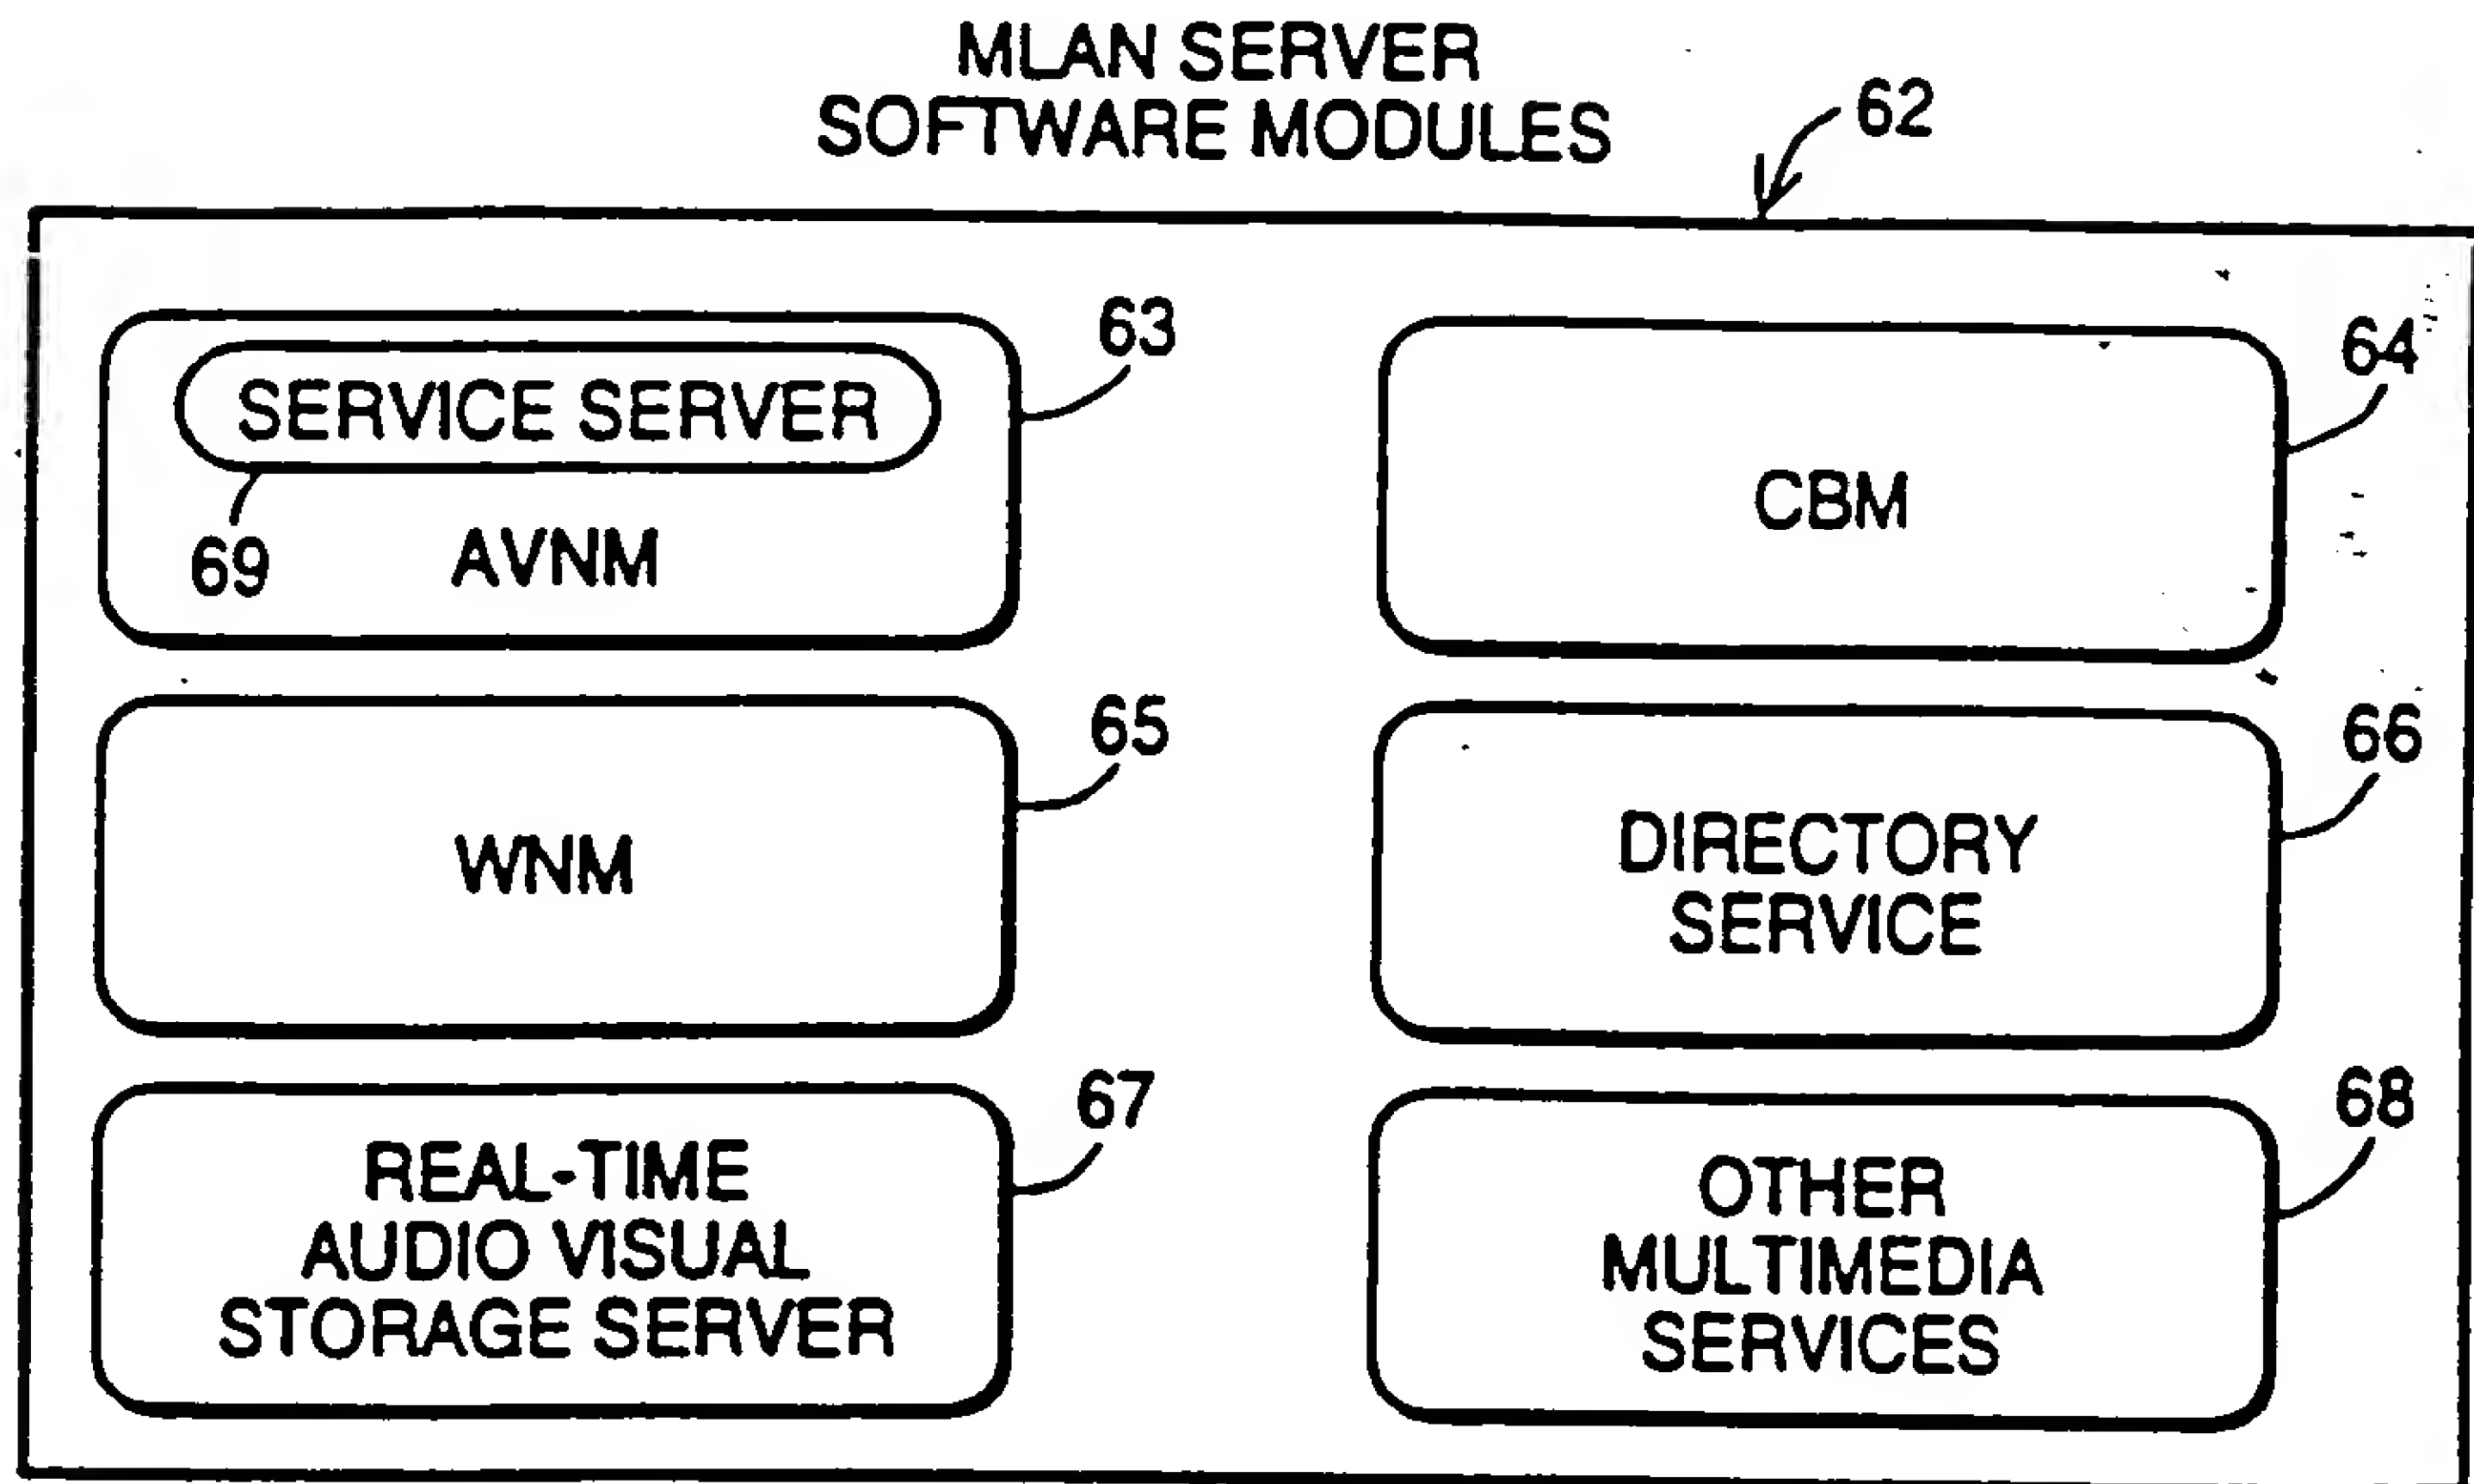 MLAN SERVER
SOFTWARE MODULES
62
63
SERVICE SERVER
69
AVNM
64
CBM
65
WNM
66
DIRECTORY
SERVICE
67
REAL-TIME
AUDIO VISUAL
STORAGE SERVER
68
OTHER
MULTIMEDIA
SERVICES